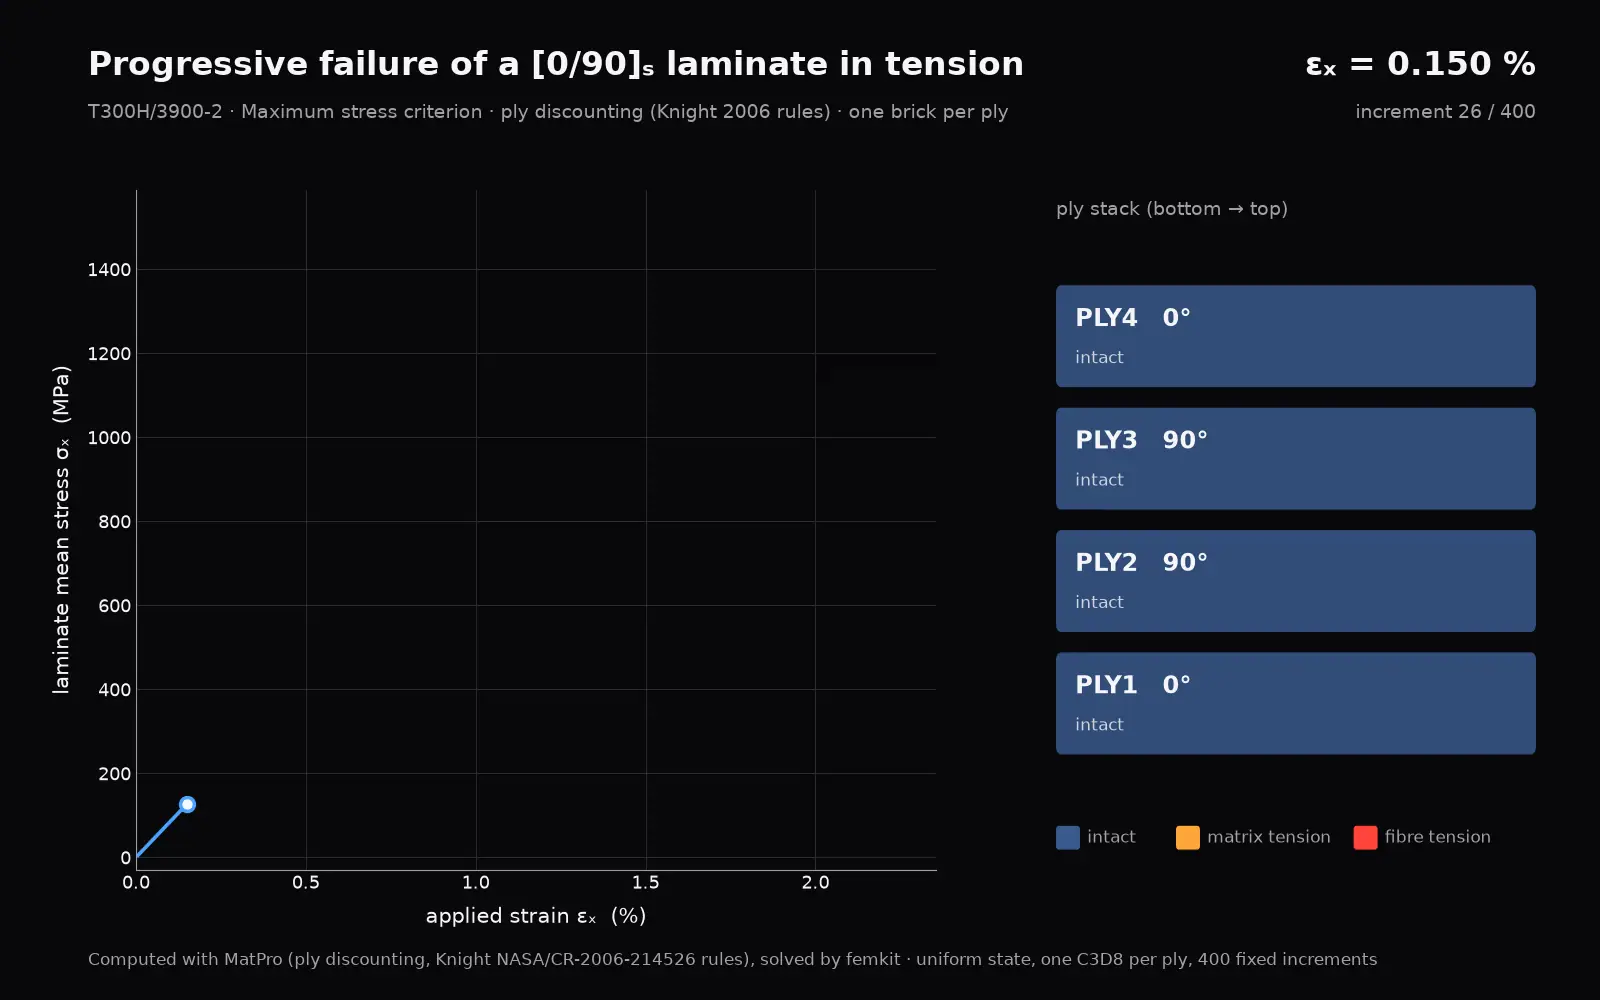 Progressive failure of a [0/90]ₛ laminate in tension
εₓ = 0.150 %
T300H/3900-2 · Maximum stress criterion · ply discounting (Knight 2006 rules) · one brick per ply
increment 26 / 400
ply stack (bottom → top)
1400
1200
1000
800
600
400
200
0
laminate mean stress σₓ (MPa)
0.0
0.5
1.0
1.5
2.0
applied strain εₓ (%)
PLY4 0°
intact
PLY3 90°
intact
PLY2 90°
intact
PLY1 0°
intact
intact
matrix tension
fibre tension
Computed with MatPro (ply discounting, Knight NASA/CR-2006-214526 rules), solved by femkit · uniform state, one C3D8 per ply, 400 fixed increments